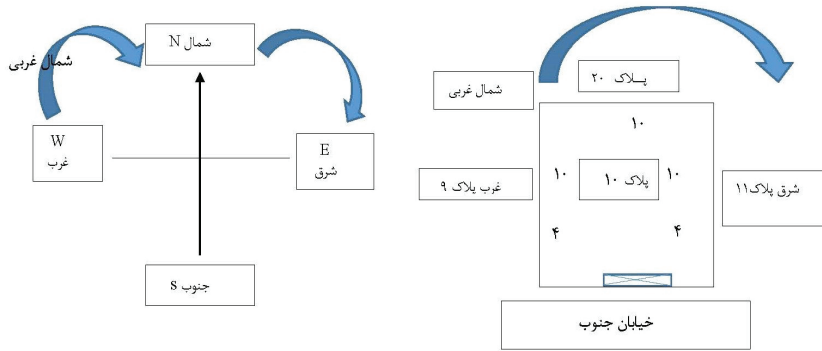 شمال N
شمال غربی
W
غرب
E
شرق
جنوب s
پــلاک ۲۰
شمال غربی
۱۰
۱۰
پلاک ۱۰
۱۰
غرب پلاک ۹
شرق پلاک۱۱
۴
۴
خیابان جنوب